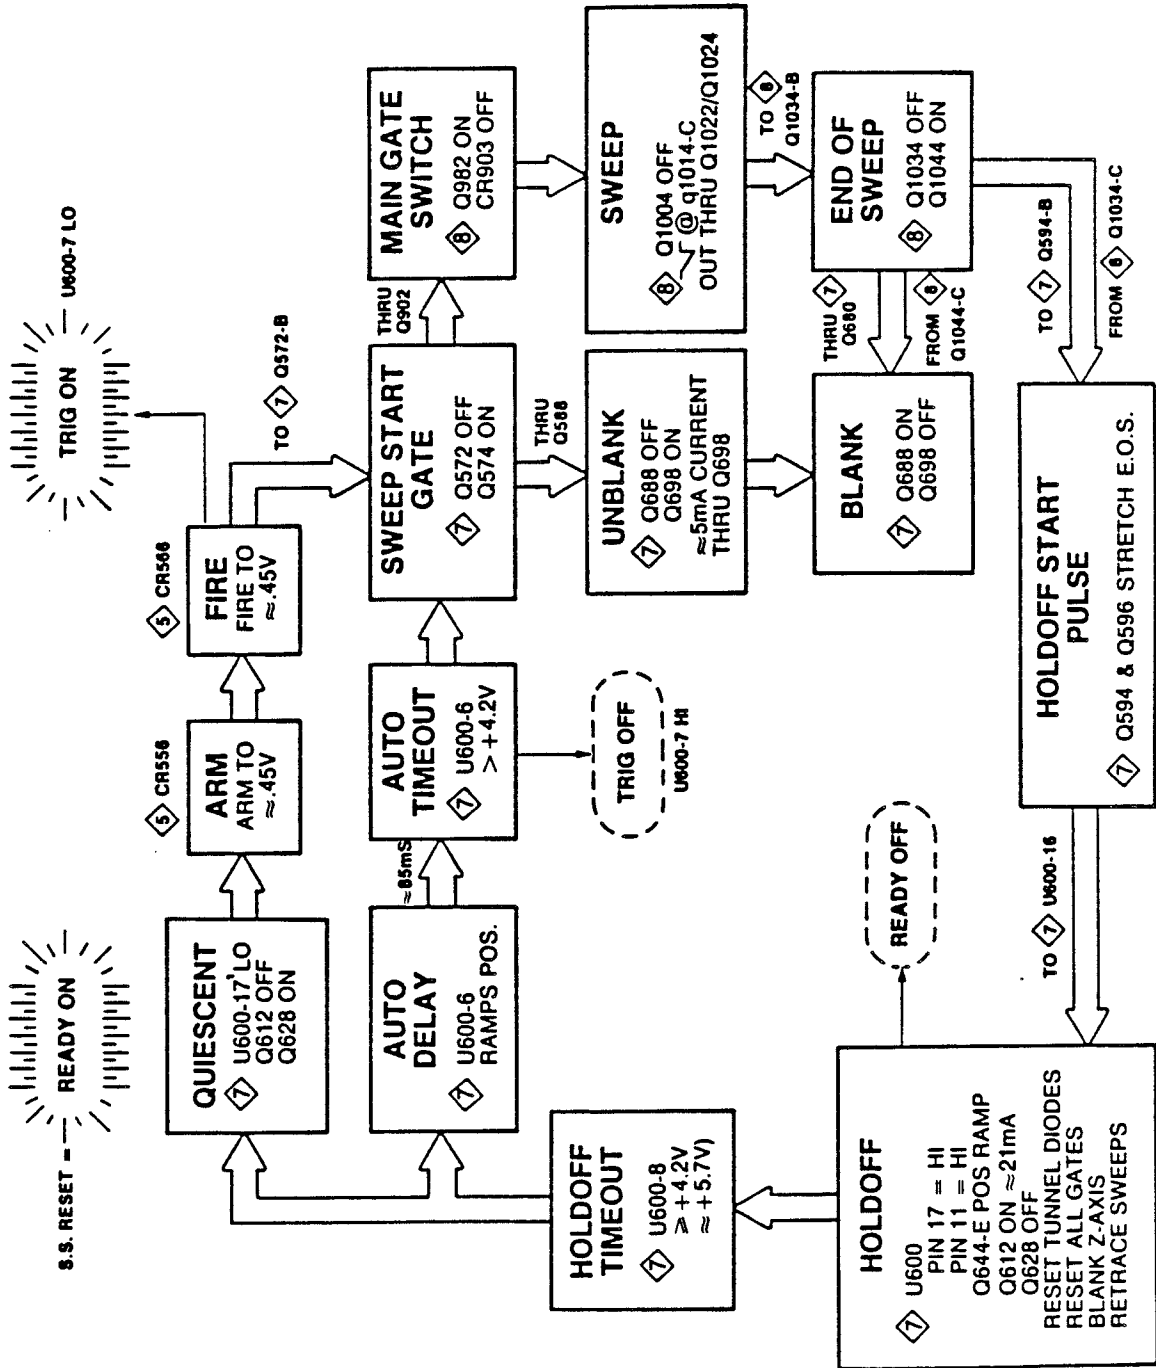 S.S. RESET =
READY ON
TRIG ON
U600-7 LO
QUIESCENT
7 U600-17'LO
Q612 OFF
Q628 ON
5 CR556
ARM
ARM TO
≈.45V
5 CR566
FIRE
FIRE TO
≈.45V
TO 7 Q572-B
AUTO
DELAY
7 U600-6
RAMPS POS.
≈85mS
AUTO
TIMEOUT
7 U600-6
>+4.2V
TRIG OFF
U600-7 HI
SWEEP START
GATE
7 Q572 OFF
Q574 ON
THRU
Q902
MAIN GATE
SWITCH
8 Q982 ON
CR903 OFF
THRU
Q588
UNBLANK
7 Q688 OFF
Q698 ON
≈5mA CURRENT
THRU Q698
SWEEP
8 Q1004 OFF
@ q1014-C
OUT THRU Q1022/Q1024
TO 8
Q1034-B
END OF
SWEEP
8 Q1034 OFF
Q1044 ON
THRU 7
Q680
FROM 8
Q1044-C
BLANK
7 Q688 ON
Q698 OFF
TO 7 Q594-B
FROM 8 Q1034-C
HOLDOFF START
PULSE
7 Q594 & Q596 STRETCH E.O.S.
TO 7 U600-16
READY OFF
HOLDOFF
TIMEOUT
7 U600-8
⩾+4.2V
≈+5.7V)
HOLDOFF
7 U600
PIN 17 = HI
PIN 11 = HI
Q644-E POS RAMP
Q612 ON ≈21mA
Q628 OFF
RESET TUNNEL DIODES
RESET ALL GATES
BLANK Z-AXIS
RETRACE SWEEPS